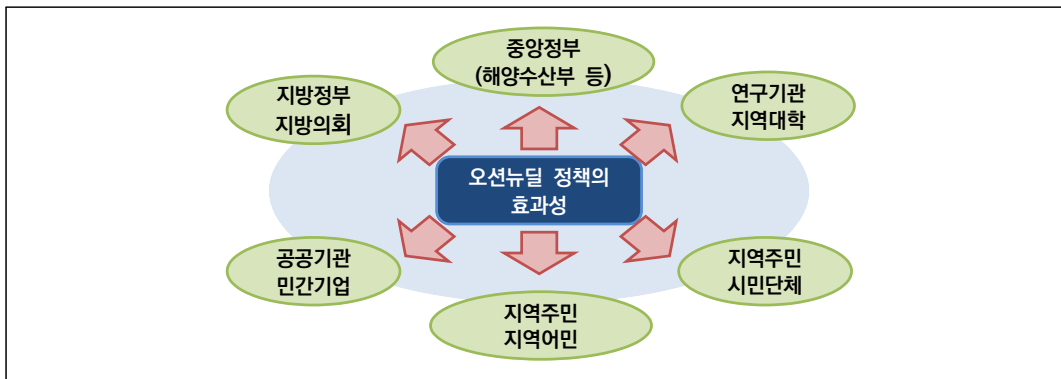 중앙정부
(해양수산부 등)
지방정부
지방의회
연구기관
지역대학
오션뉴딜 정책의
효과성
공공기관
민간기업
지역주민
시민단체
지역주민
지역어민